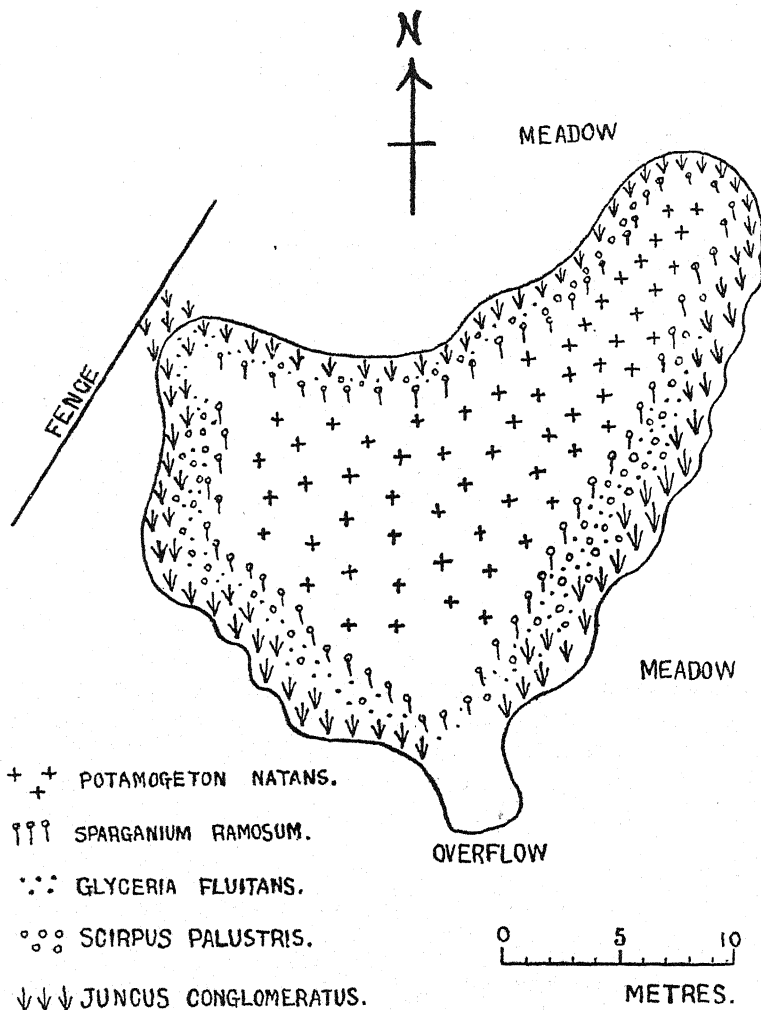 N
MEADOW
FENCE
MEADOW
OVERFLOW
POTAMOGETON NATANS.
SPARGANIUM RAMOSUM.
GLYCERIA FLUITANS.
SCIRPUS PALUSTRIS.
JUNCUS CONGLOMERATUS.
0 5 10
METRES.